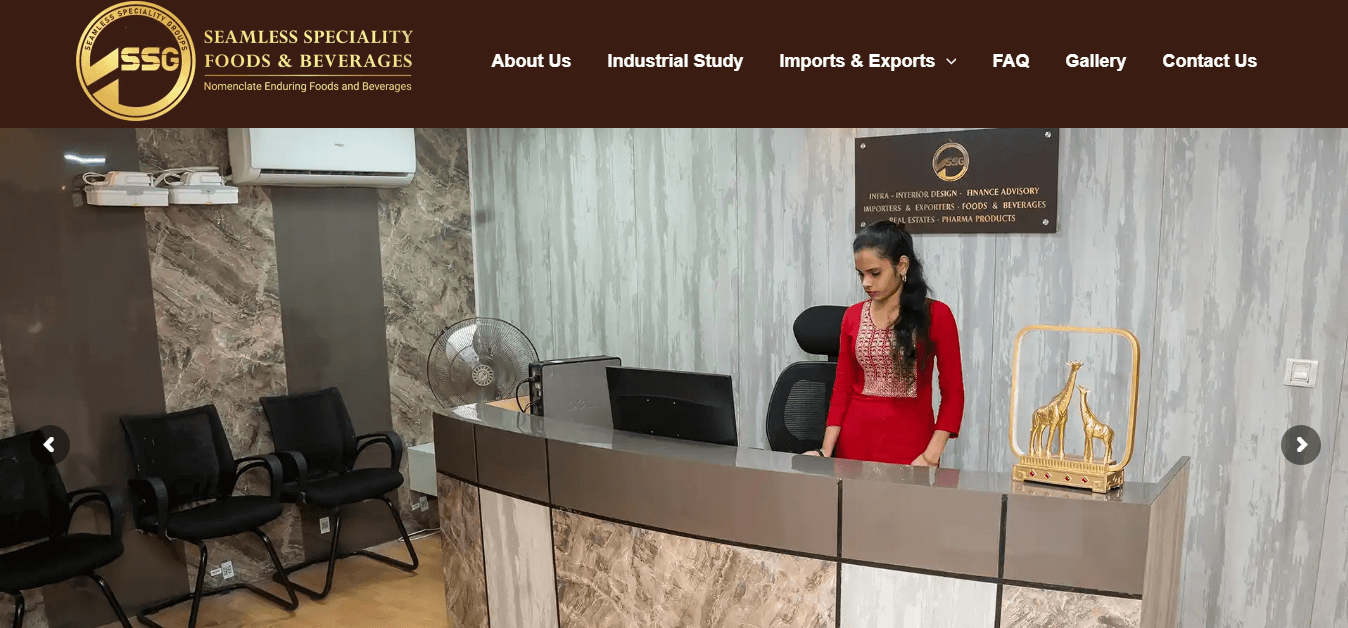 SEAMLESS SPECIALITY GROUPS
SSG
SEAMLESS SPECIALITY
FOODS & BEVERAGES
Nomenclate Enduring Foods and Beverages
About Us
Industrial Study
Imports & Exports
FAQ
Gallery
Contact Us
SSG
INFRA - INTERIOR DESIGN - FINANCE ADVISORY
IMPORTERS & EXPORTERS - FOODS & BEVERAGES
REAL ESTATES - PHARMA PRODUCTS